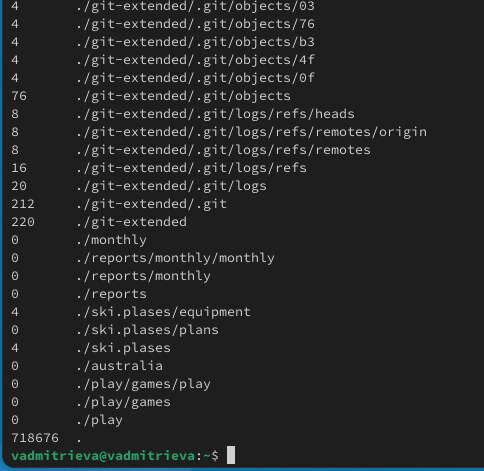 4 ./git-extended/.git/objects/03
4 ./git-extended/.git/objects/76
4 ./git-extended/.git/objects/b3
4 ./git-extended/.git/objects/4f
4 ./git-extended/.git/objects/0f
76 ./git-extended/.git/objects
8 ./git-extended/.git/logs/refs/heads
8 ./git-extended/.git/logs/refs/remotes/origin
8 ./git-extended/.git/logs/refs/remotes
16 ./git-extended/.git/logs/refs
20 ./git-extended/.git/logs
212 ./git-extended/.git
220 ./git-extended
0 ./monthly
0 ./reports/monthly/monthly
0 ./reports/monthly
0 ./reports
4 ./ski.plases/equipment
0 ./ski.plases/plans
4 ./ski.plases
0 ./australia
0 ./play/games/play
0 ./play/games
0 ./play
718676 .
vadmitrieva@vadmitrieva:~$